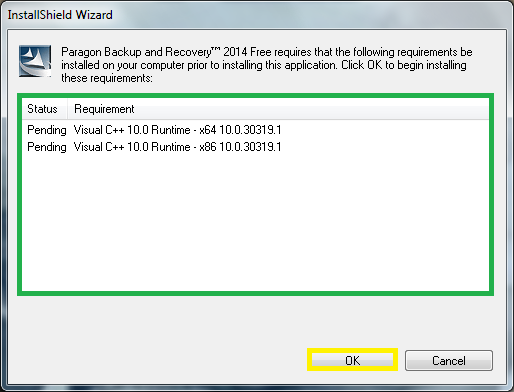 InstallShield Wizard
Paragon Backup and Recovery™ 2014 Free requires that the following requirements be
installed on your computer prior to installing this application. Click OK to begin installing
these requirements:
Status Requirement
Pending Visual C++ 10.0 Runtime - x64 10.0.30319.1
Pending Visual C++ 10.0 Runtime - x86 10.0.30319.1
OK Cancel